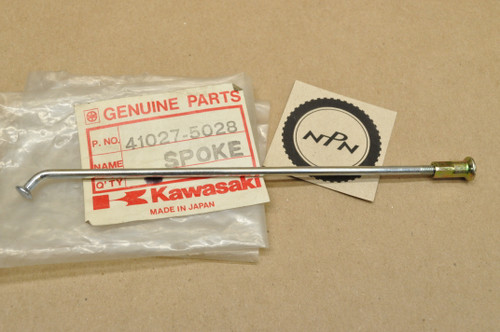 GENUINE PARTS
P. NO. 41027-5028
NAME SPOKE
Q'TY
Kawasaki
MADE IN JAPAN
NPN